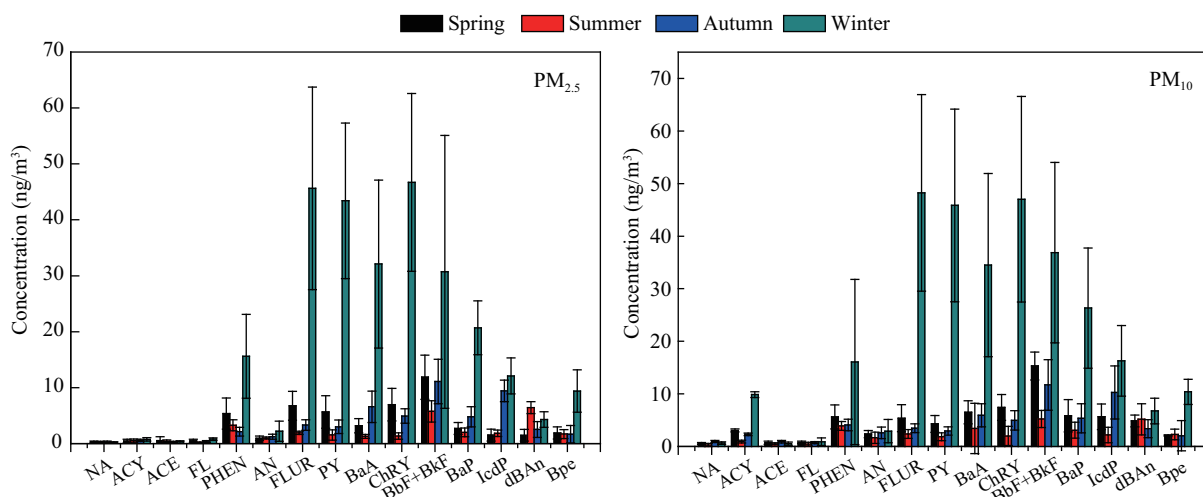 Spring Summer Autumn Winter
PM2.5
Concentration (ng/m³)
70
60
50
40
30
20
10
0
NA ACY ACE FL PHEN AN FLUR PY BaA ChRY BbF+BkF BaP IcdP dBAn Bpe
PM10
Concentration (ng/m³)
70
60
50
40
30
20
10
0
NA ACY ACE FL PHEN AN FLUR PY BaA ChRY BbF+BkF BaP IcdP dBAn Bpe